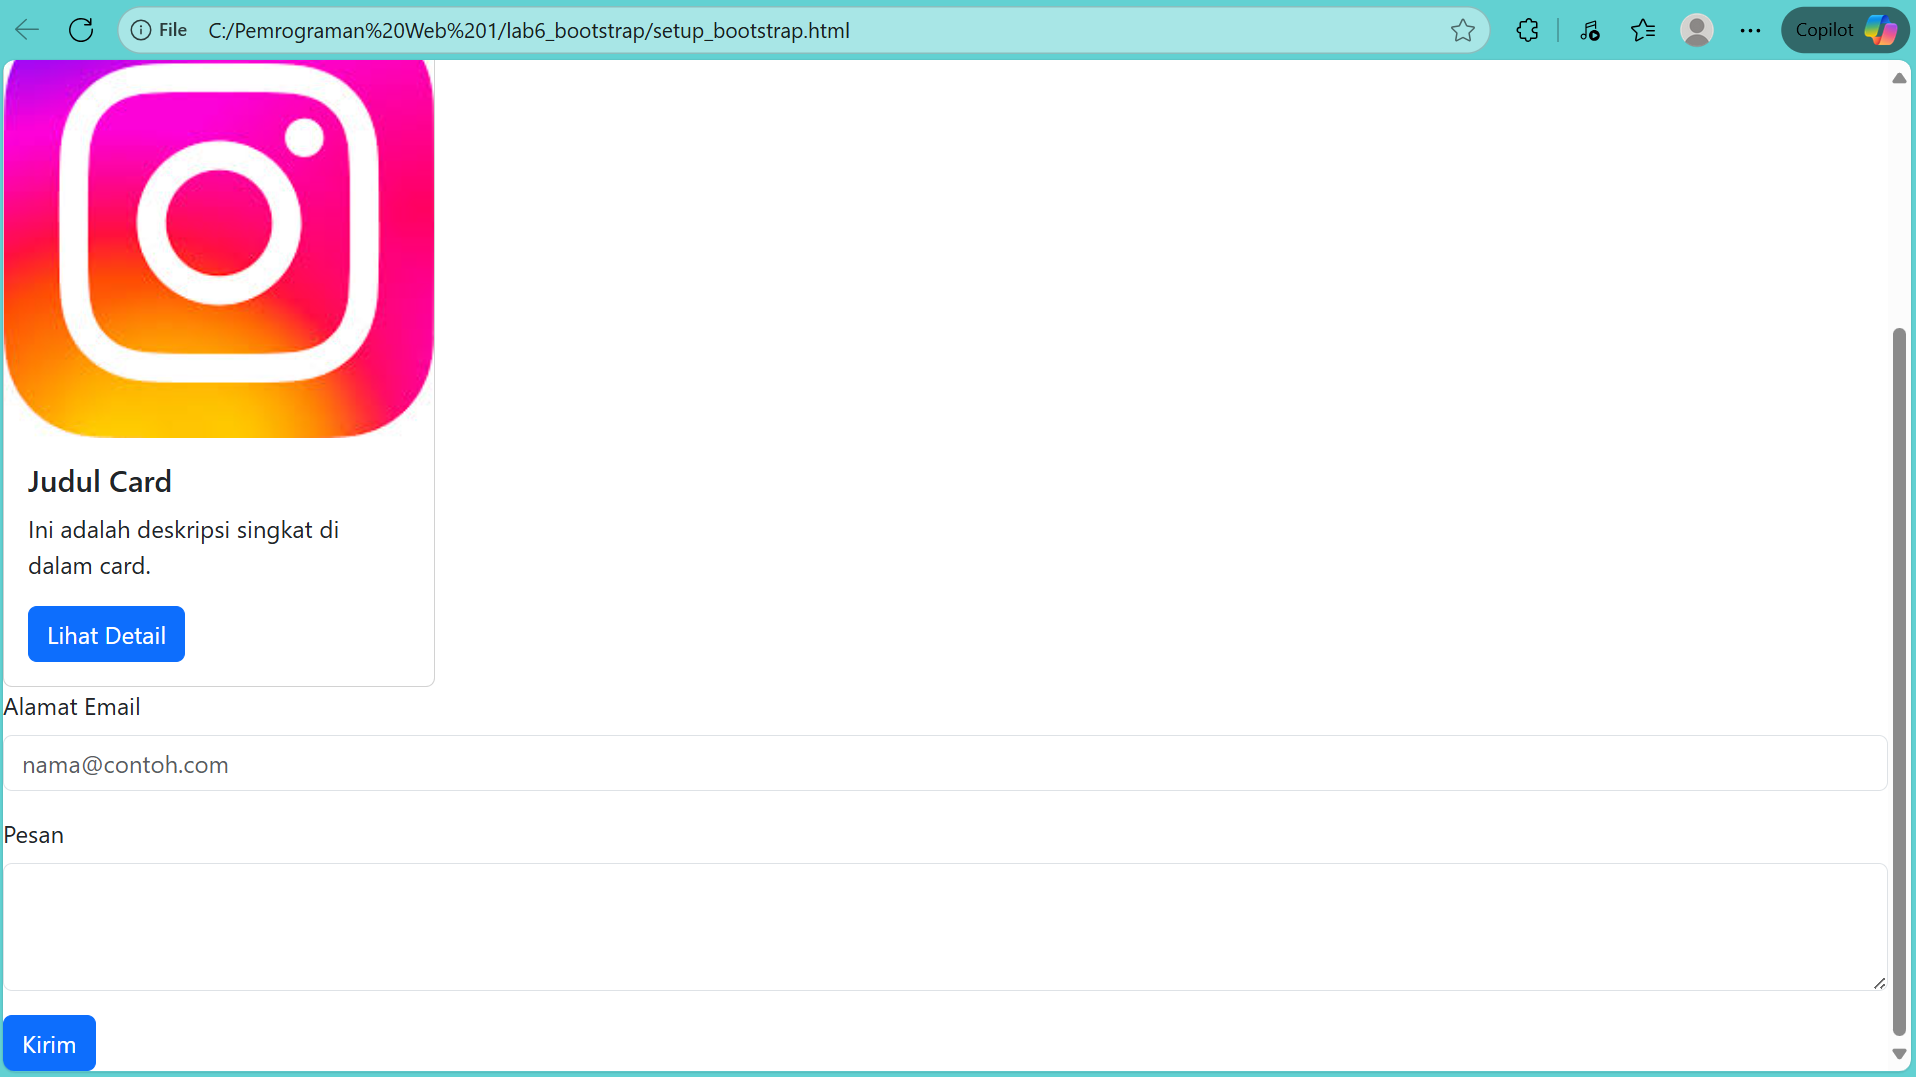 File C:/Pemrograman%20Web%201/lab6_bootstrap/setup_bootstrap.html Copilot
Judul Card
Ini adalah deskripsi singkat di
dalam card.
Lihat Detail
Alamat Email
nama@contoh.com
Pesan
Kirim